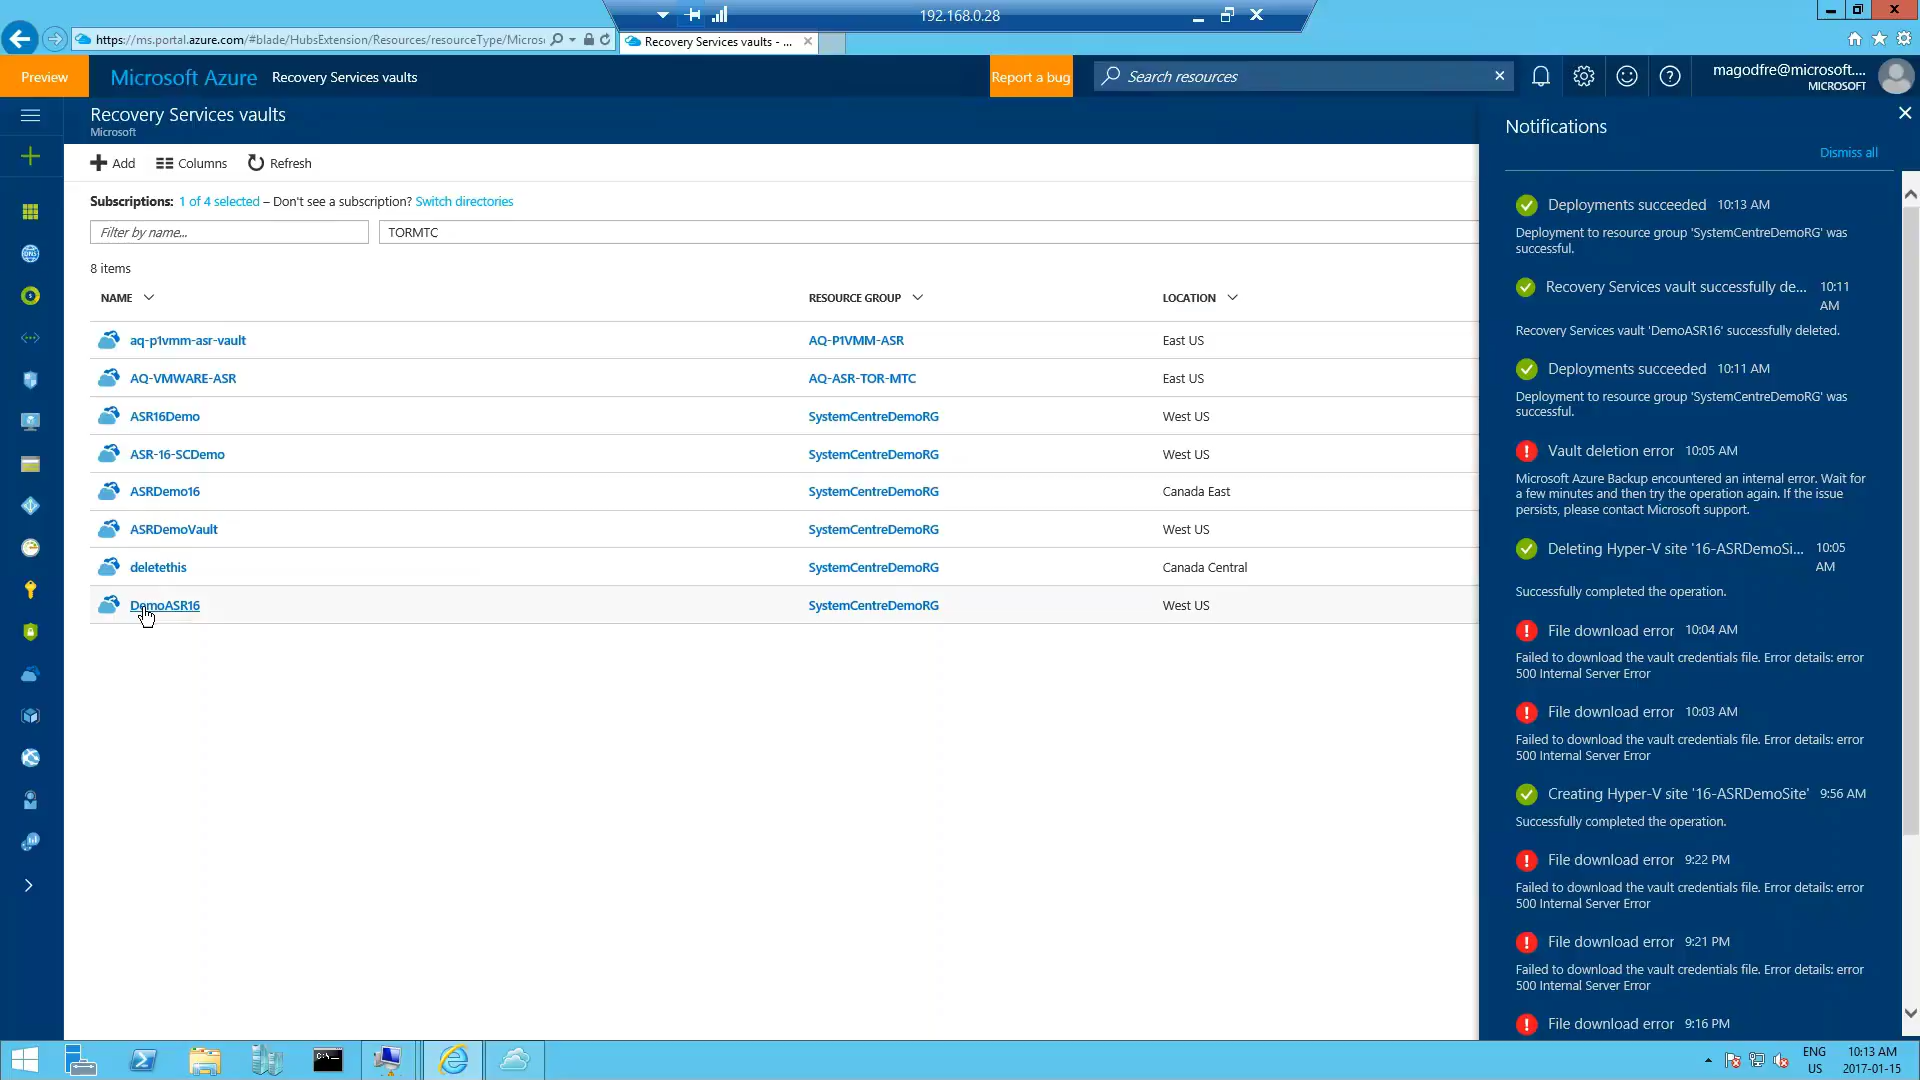 192.168.0.28
https://ms.portal.azure.com/#blade/HubsExtension/Resources/resourceType/Micros
Recovery Services vaults - ...
Preview
Microsoft Azure
Recovery Services vaults
Report a bug
Search resources
magodfre@microsoft....
MICROSOFT
Recovery Services vaults
Microsoft
Add
Columns
Refresh
Subscriptions: 1 of 4 selected – Don't see a subscription? Switch directories
Filter by name...
TORMTC
8 items
NAME RESOURCE GROUP LOCATION
aq-p1vmm-asr-vault AQ-P1VMM-ASR East US
AQ-VMWARE-ASR AQ-ASR-TOR-MTC East US
ASR16Demo SystemCentreDemoRG West US
ASR-16-SCDemo SystemCentreDemoRG West US
ASRDemo16 SystemCentreDemoRG Canada East
ASRDemoVault SystemCentreDemoRG West US
deletethis SystemCentreDemoRG Canada Central
DemoASR16 SystemCentreDemoRG West US
Notifications
Dismiss all
Deployments succeeded 10:13 AM
Deployment to resource group 'SystemCentreDemoRG' was
successful.
Recovery Services vault successfully de... 10:11
AM
Recovery Services vault 'DemoASR16' successfully deleted.
Deployments succeeded 10:11 AM
Deployment to resource group 'SystemCentreDemoRG' was
successful.
Vault deletion error 10:05 AM
Microsoft Azure Backup encountered an internal error. Wait for
a few minutes and then try the operation again. If the issue
persists, please contact Microsoft support.
Deleting Hyper-V site '16-ASRDemoSi... 10:05
AM
Successfully completed the operation.
File download error 10:04 AM
Failed to download the vault credentials file. Error details: error
500 Internal Server Error
File download error 10:03 AM
Failed to download the vault credentials file. Error details: error
500 Internal Server Error
Creating Hyper-V site '16-ASRDemoSite' 9:56 AM
Successfully completed the operation.
File download error 9:22 PM
Failed to download the vault credentials file. Error details: error
500 Internal Server Error
File download error 9:21 PM
Failed to download the vault credentials file. Error details: error
500 Internal Server Error
File download error 9:16 PM
ENG
US
10:13 AM
2017-01-15